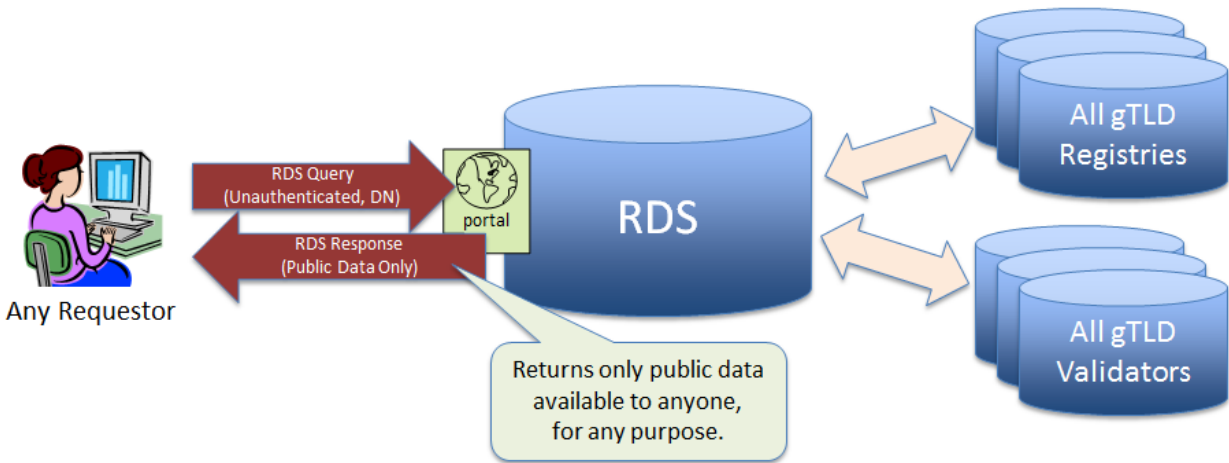 Any Requestor
RDS Query
(Unauthenticated, DN)
RDS Response
(Public Data Only)
portal
RDS
Returns only public data
available to anyone,
for any purpose.
All gTLD
Registries
All gTLD
Validators